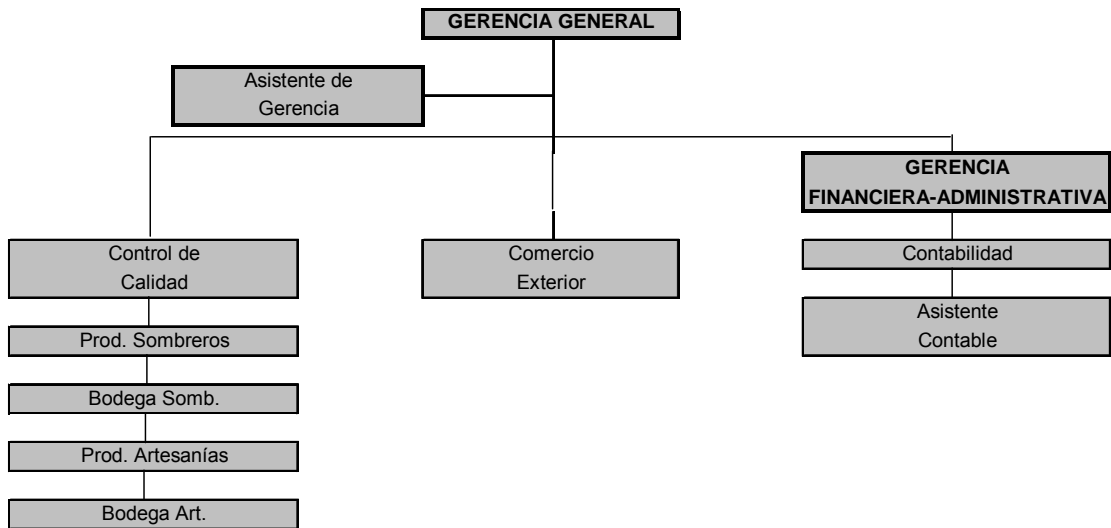 GERENCIA GENERAL
Asistente de
Gerencia
GERENCIA
FINANCIERA-ADMINISTRATIVA
Control de
Calidad
Comercio
Exterior
Contabilidad
Asistente
Contable
Prod. Sombreros
Bodega Somb.
Prod. Artesanías
Bodega Art.